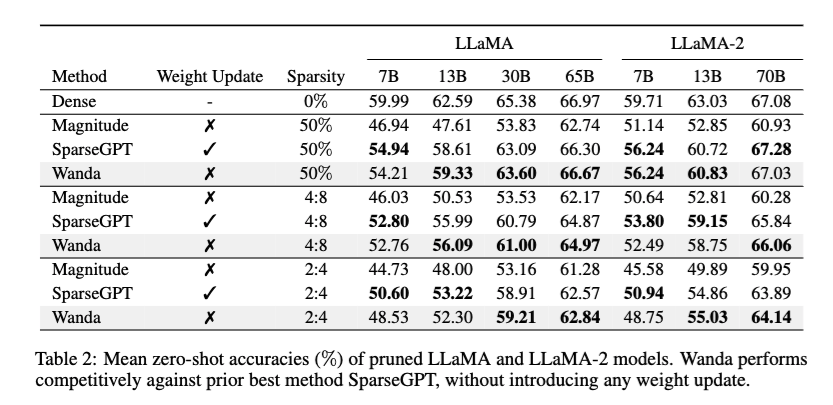 LLaMA LLaMA-2
Method Weight Update Sparsity 7B 13B 30B 65B 7B 13B 70B
Dense - 0% 59.99 62.59 65.38 66.97 59.71 63.03 67.08
Magnitude ✗ 50% 46.94 47.61 53.83 62.74 51.14 52.85 60.93
SparseGPT ✓ 50% 54.94 58.61 63.09 66.30 56.24 60.72 67.28
Wanda ✗ 50% 54.21 59.33 63.60 66.67 56.24 60.83 67.03
Magnitude ✗ 4:8 46.03 50.53 53.53 62.17 50.64 52.81 60.28
SparseGPT ✓ 4:8 52.80 55.99 60.79 64.87 53.80 59.15 65.84
Wanda ✗ 4:8 52.76 56.09 61.00 64.97 52.49 58.75 66.06
Magnitude ✗ 2:4 44.73 48.00 53.16 61.28 45.58 49.89 59.95
SparseGPT ✓ 2:4 50.60 53.22 58.91 62.57 50.94 54.86 63.89
Wanda ✗ 2:4 48.53 52.30 59.21 62.84 48.75 55.03 64.14
Table 2: Mean zero-shot accuracies (%) of pruned LLaMA and LLaMA-2 models. Wanda performs
competitively against prior best method SparseGPT, without introducing any weight update.